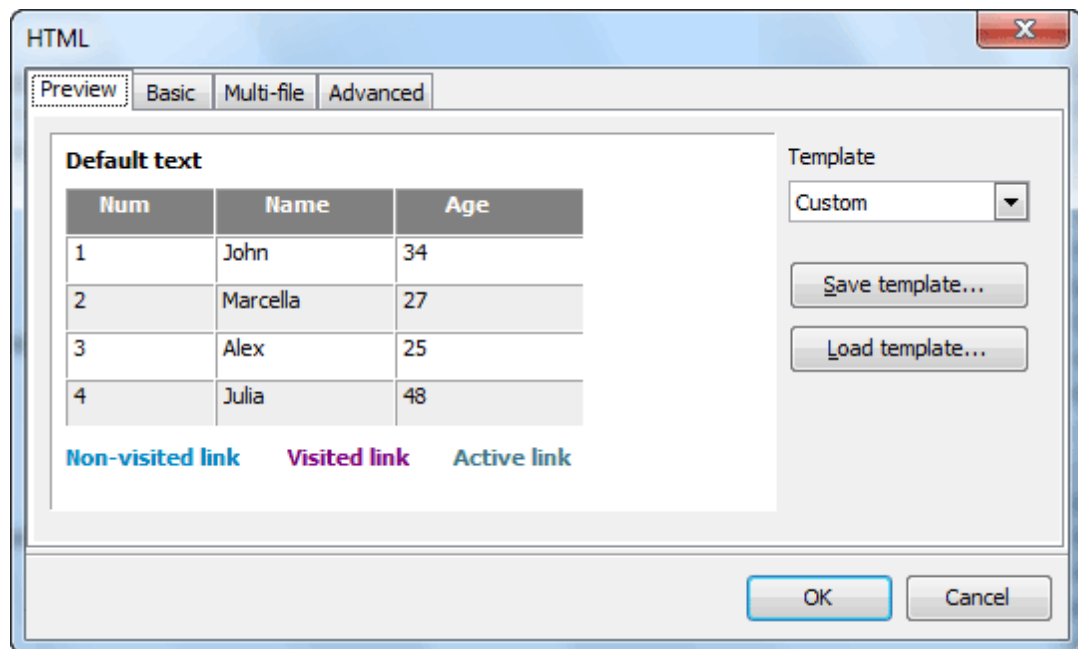 HTML
Preview Basic Multi-file Advanced
Default text
Template
Num Name Age
Custom
1 John 34
2 Marcella 27
Save template...
3 Alex 25
Load template...
4 Julia 48
Non-visited link Visited link Active link
OK Cancel